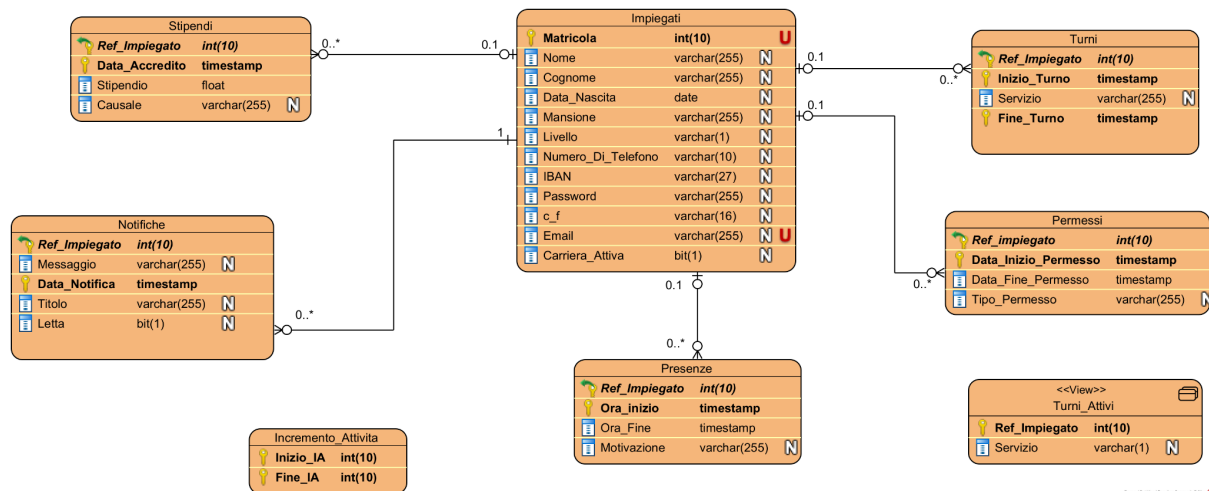 Stipendi
Ref_Impiegato int(10)
Data_Accredito timestamp
Stipendio float
Causale varchar(255) N
0..*
0.1
Impiegati
Matricola int(10) U
Nome varchar(255) N
Cognome varchar(255) N
Data_Nascita date N
Mansione varchar(255) N
Livello varchar(1) N
Numero_Di_Telefono varchar(10) N
IBAN varchar(27) N
Password varchar(255) N
c_f varchar(16) N
Email varchar(255) N U
Carriera_Attiva bit(1) N
0.1
0..*
Turni
Ref_Impiegato int(10)
Inizio_Turno timestamp
Servizio varchar(255) N
Fine_Turno timestamp
0.1
0..*
Permessi
Ref_impiegato int(10)
Data_Inizio_Permesso timestamp
Data_Fine_Permesso timestamp
Tipo_Permesso varchar(255) N
1
0..*
Notifiche
Ref_Impiegato int(10)
Messaggio varchar(255) N
Data_Notifica timestamp
Titolo varchar(255) N
Letta bit(1) N
0.1
0..*
Presenze
Ref_Impiegato int(10)
Ora_inizio timestamp
Ora_Fine timestamp
Motivazione varchar(255) N
<<View>>
Turni_Attivi
Ref_Impiegato int(10)
Servizio varchar(1) N
Incremento_Attivita
Inizio_IA int(10)
Fine_IA int(10)